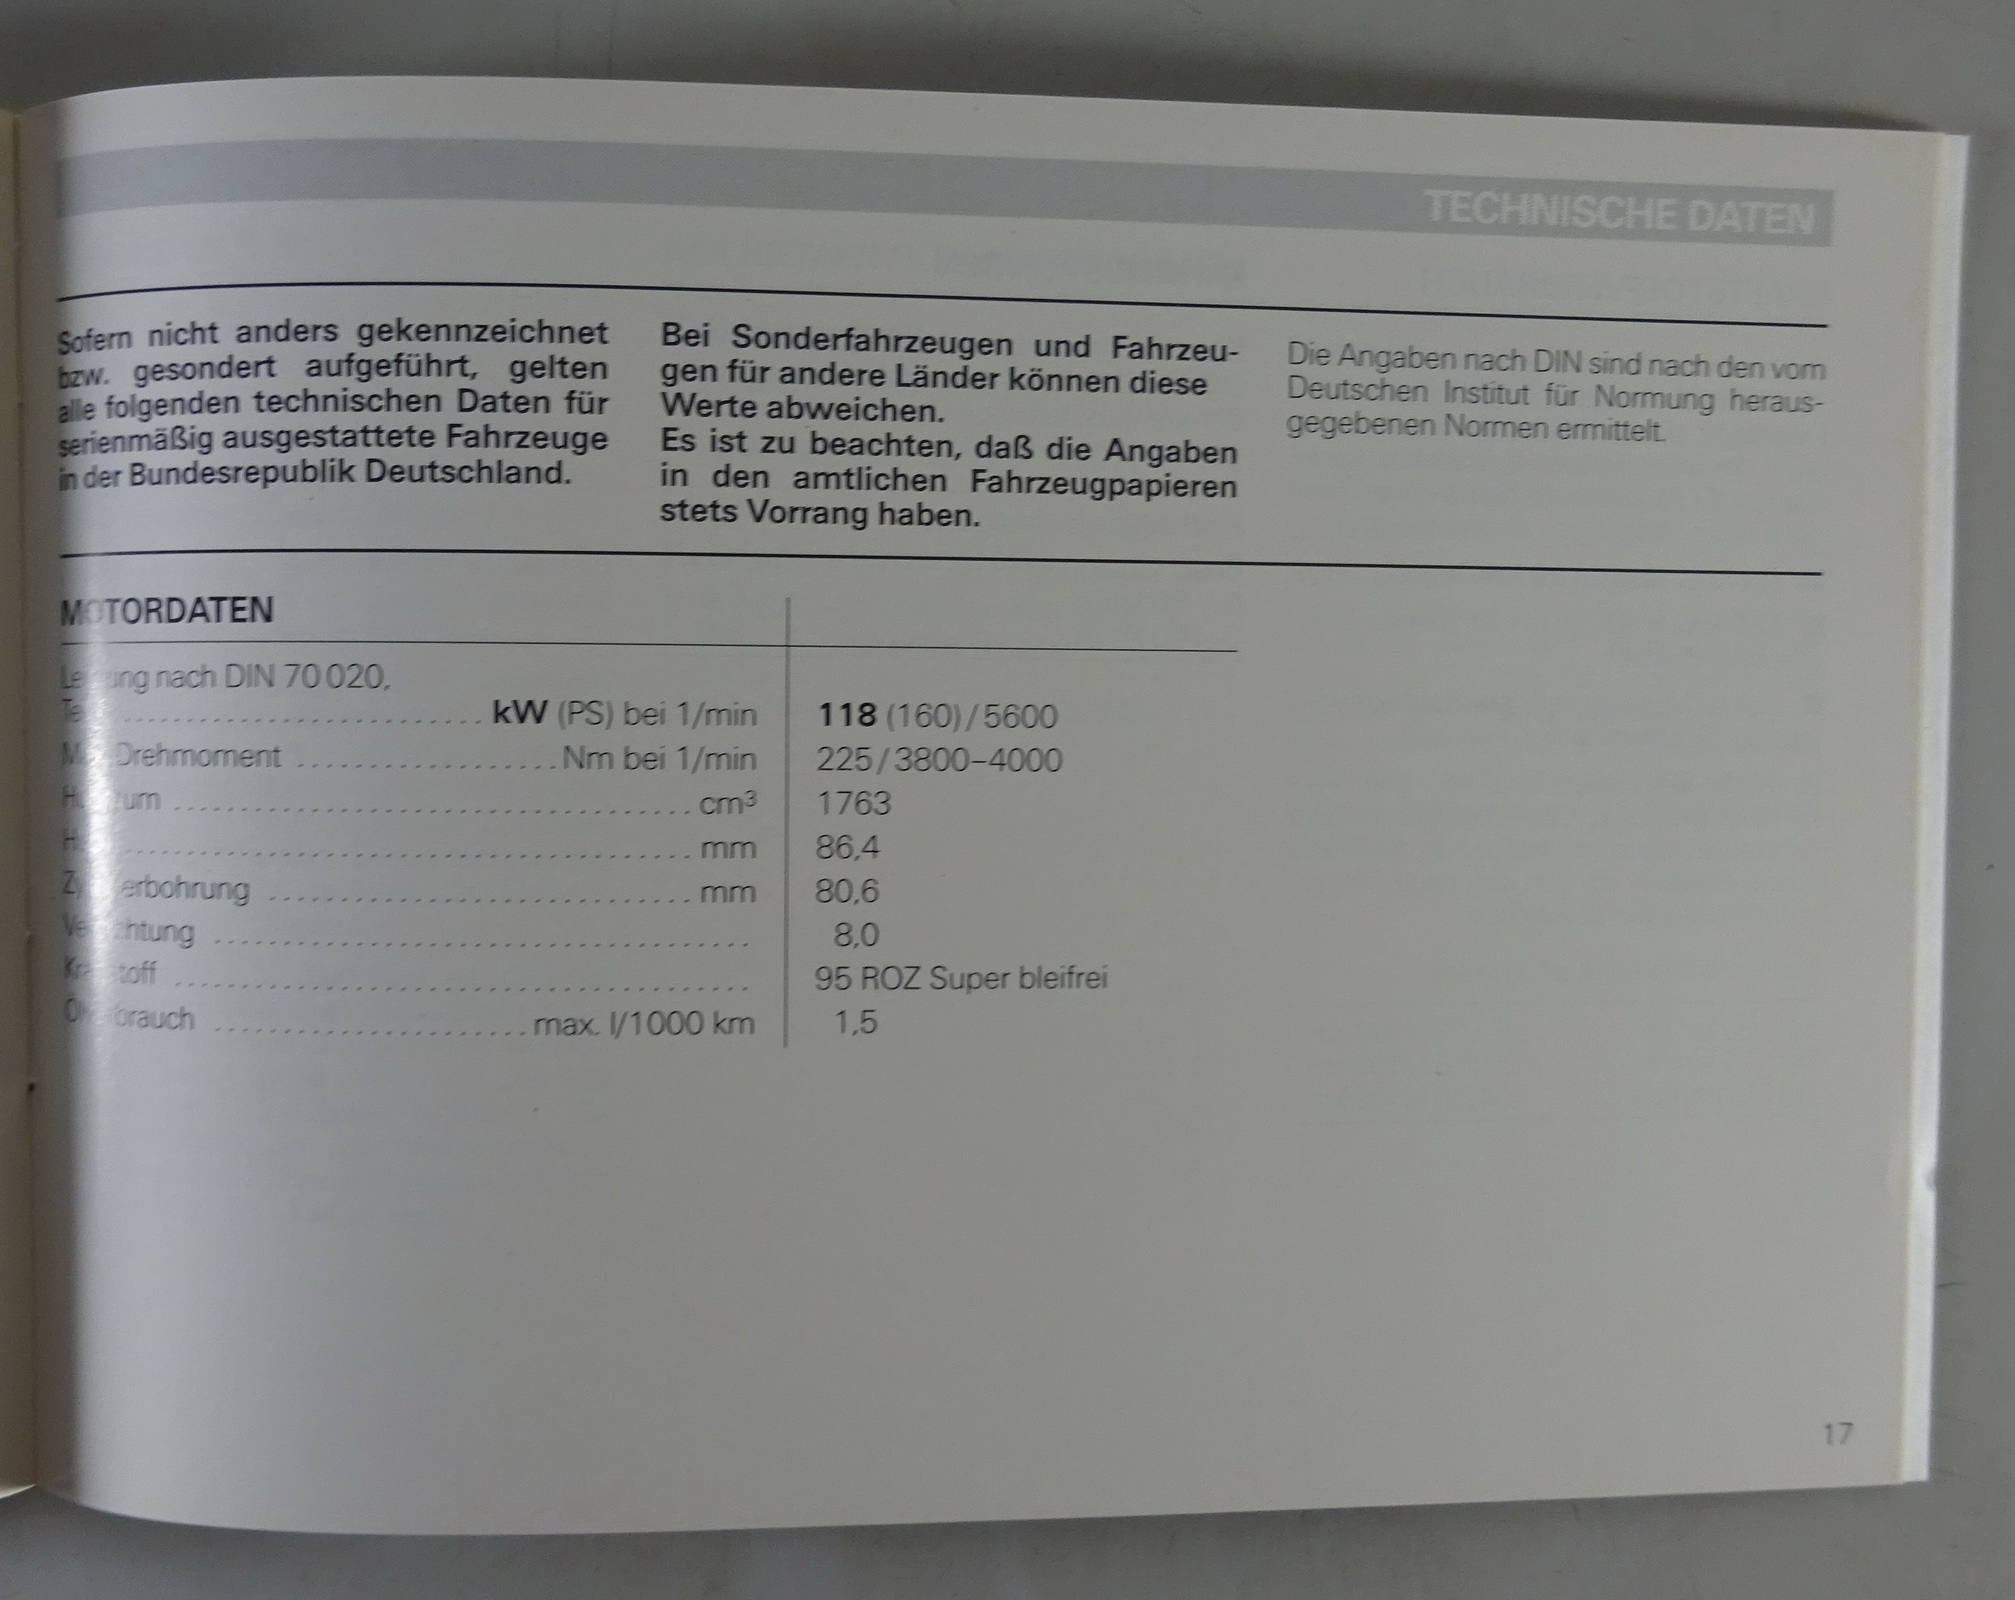 TECHNISCHE DATEN
Sofern nicht anders gekennzeichnet
bzw. gesondert aufgeführt, gelten
alle folgenden technischen Daten für
serienmäßig ausgestattete Fahrzeuge
in der Bundesrepublik Deutschland.
Bei Sonderfahrzeugen und Fahrzeu-
gen für andere Länder können diese
Werte abweichen.
Es ist zu beachten, daß die Angaben
in den amtlichen Fahrzeugpapieren
stets Vorrang haben.
Die Angaben nach DIN sind nach den vom
Deutschen Institut für Normung heraus-
gegebenen Normen ermittelt.
MOTORDATEN
nach DIN 70 020,
kW (PS) bei 1/min 118 (160)/5600
Drehmoment Nm bei 1/min 225/3800–4000
cm³ 1763
mm 86,4
mm 80,6
8,0
95 ROZ Super bleifrei
max. l/1000 km 1,5
17